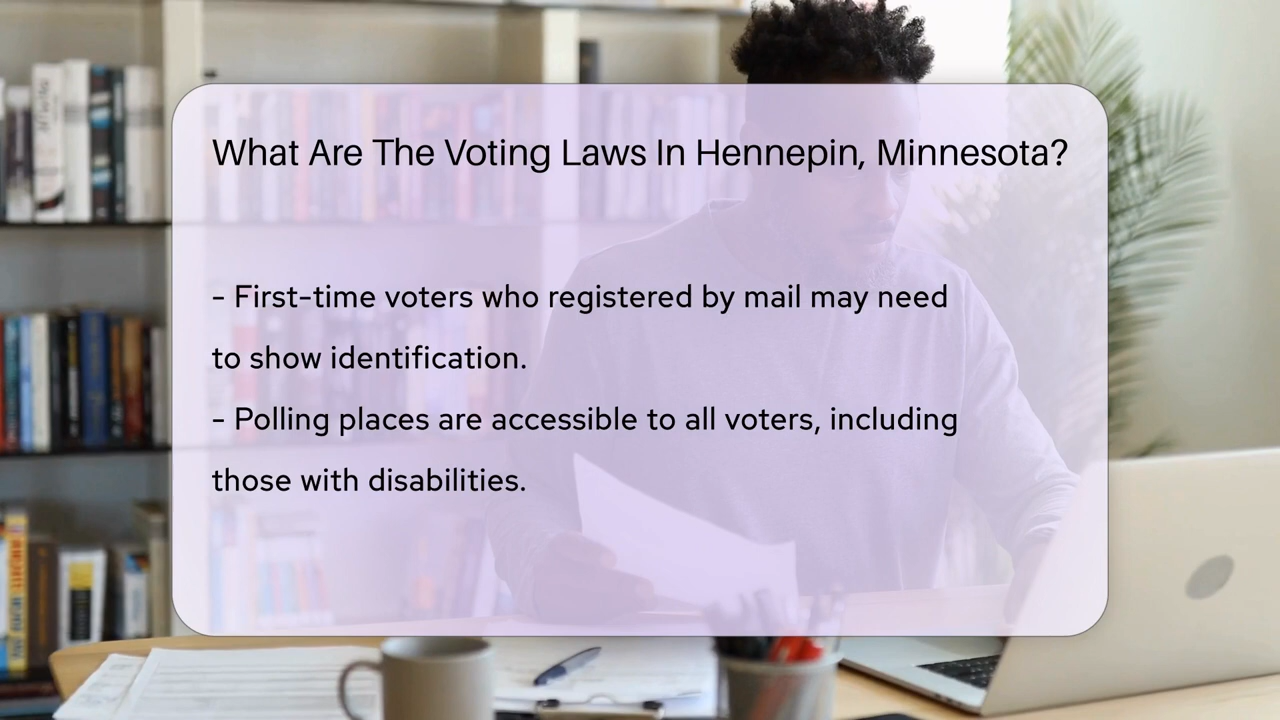 What Are The Voting Laws In Hennepin, Minnesota?
- First-time voters who registered by mail may need
to show identification.
- Polling places are accessible to all voters, including
those with disabilities.